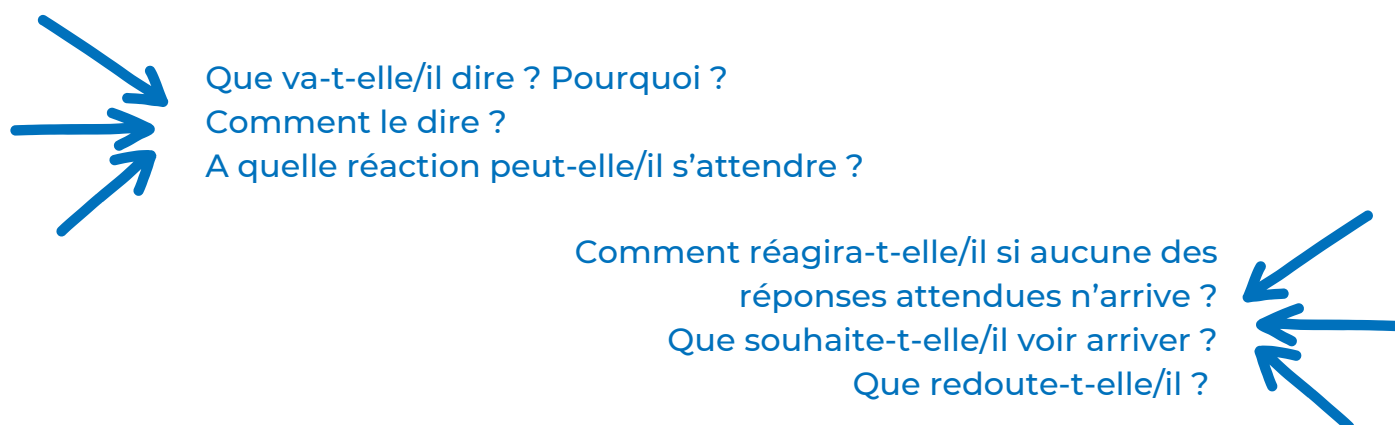 Que va-t-elle/il dire ? Pourquoi ?
Comment le dire ?
A quelle réaction peut-elle/il s’attendre ?
Comment réagira-t-elle/il si aucune des
réponses attendues n’arrive ?
Que souhaite-t-elle/il voir arriver ?
Que redoute-t-elle/il ?